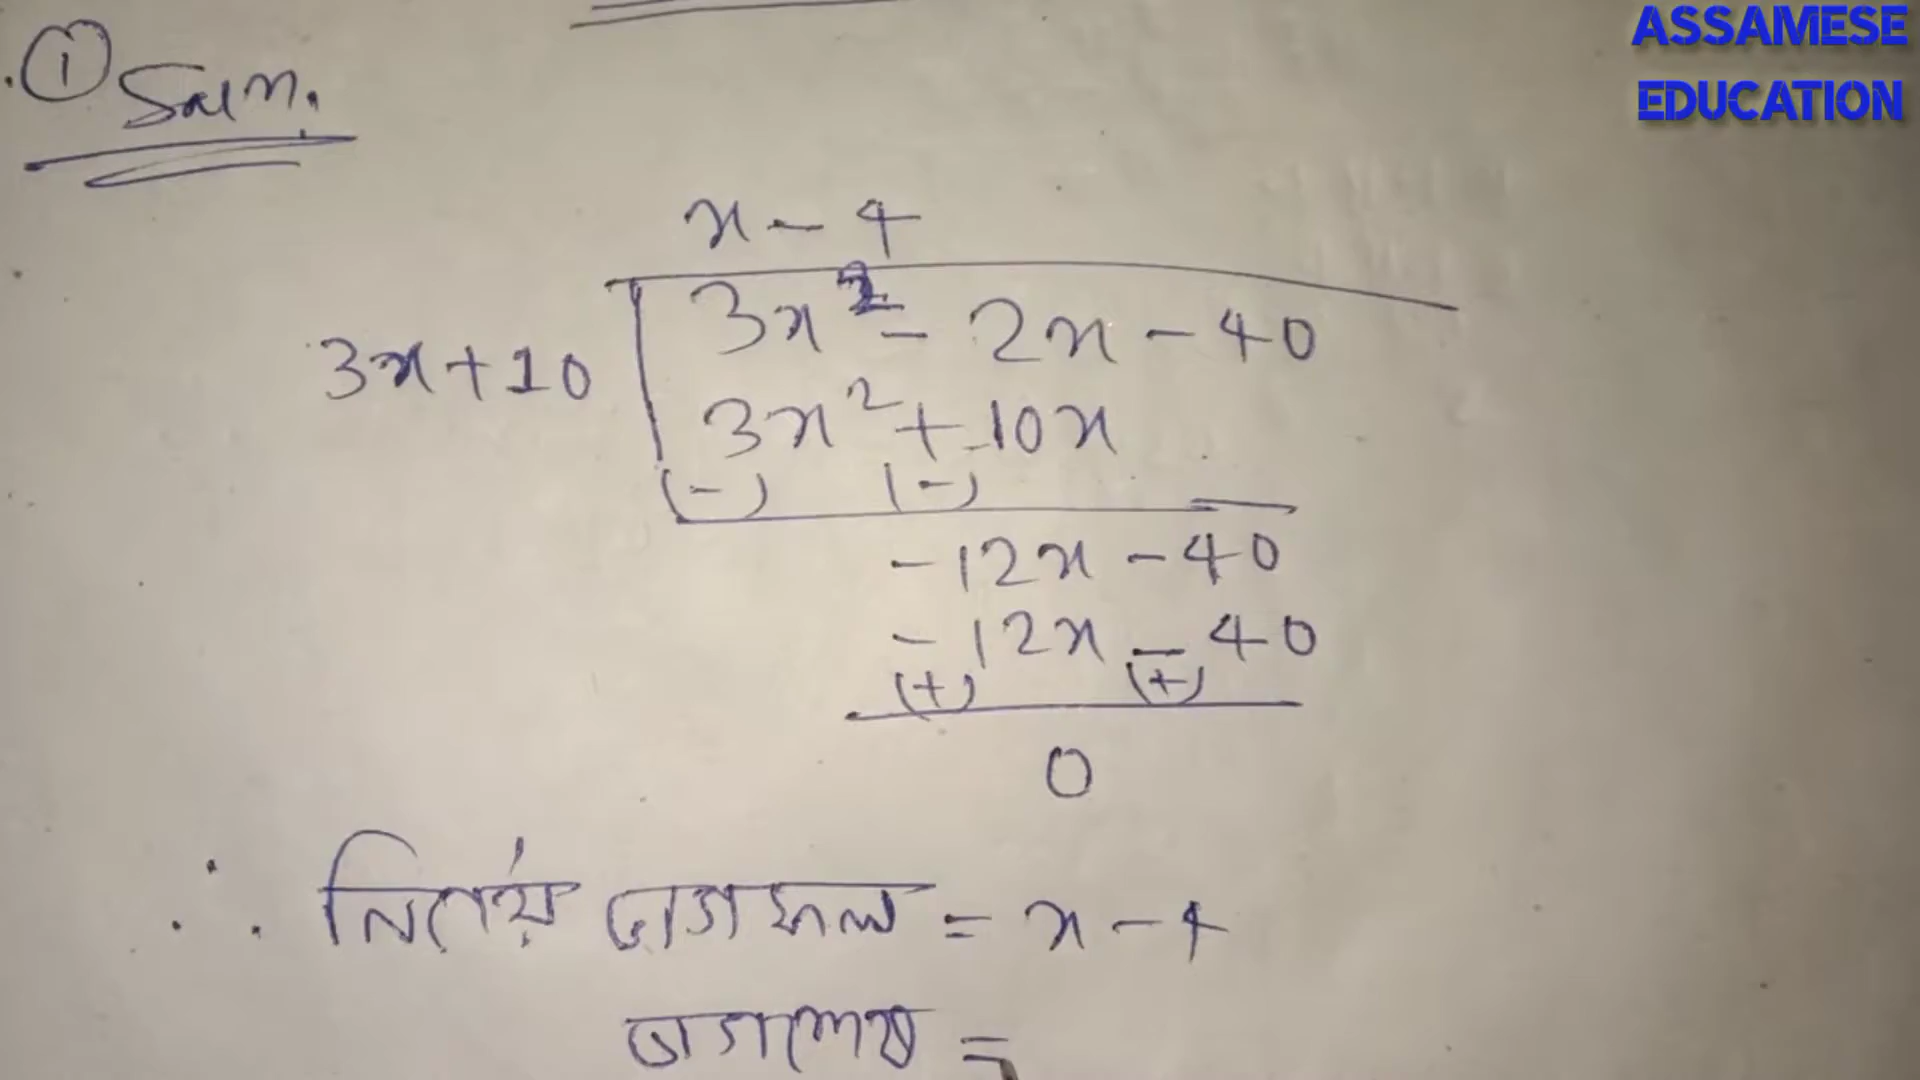 ASSAMESE
EDUCATION
① Soln.
x - 4
3x + 10
3x² - 2x - 40
3x² + 10x
(-) (-)
-12x - 40
-12x - 40
(+) (+)
0
∴ নিৰ্ণেয় ভাগফল = x - 4
ভাগশেষ =